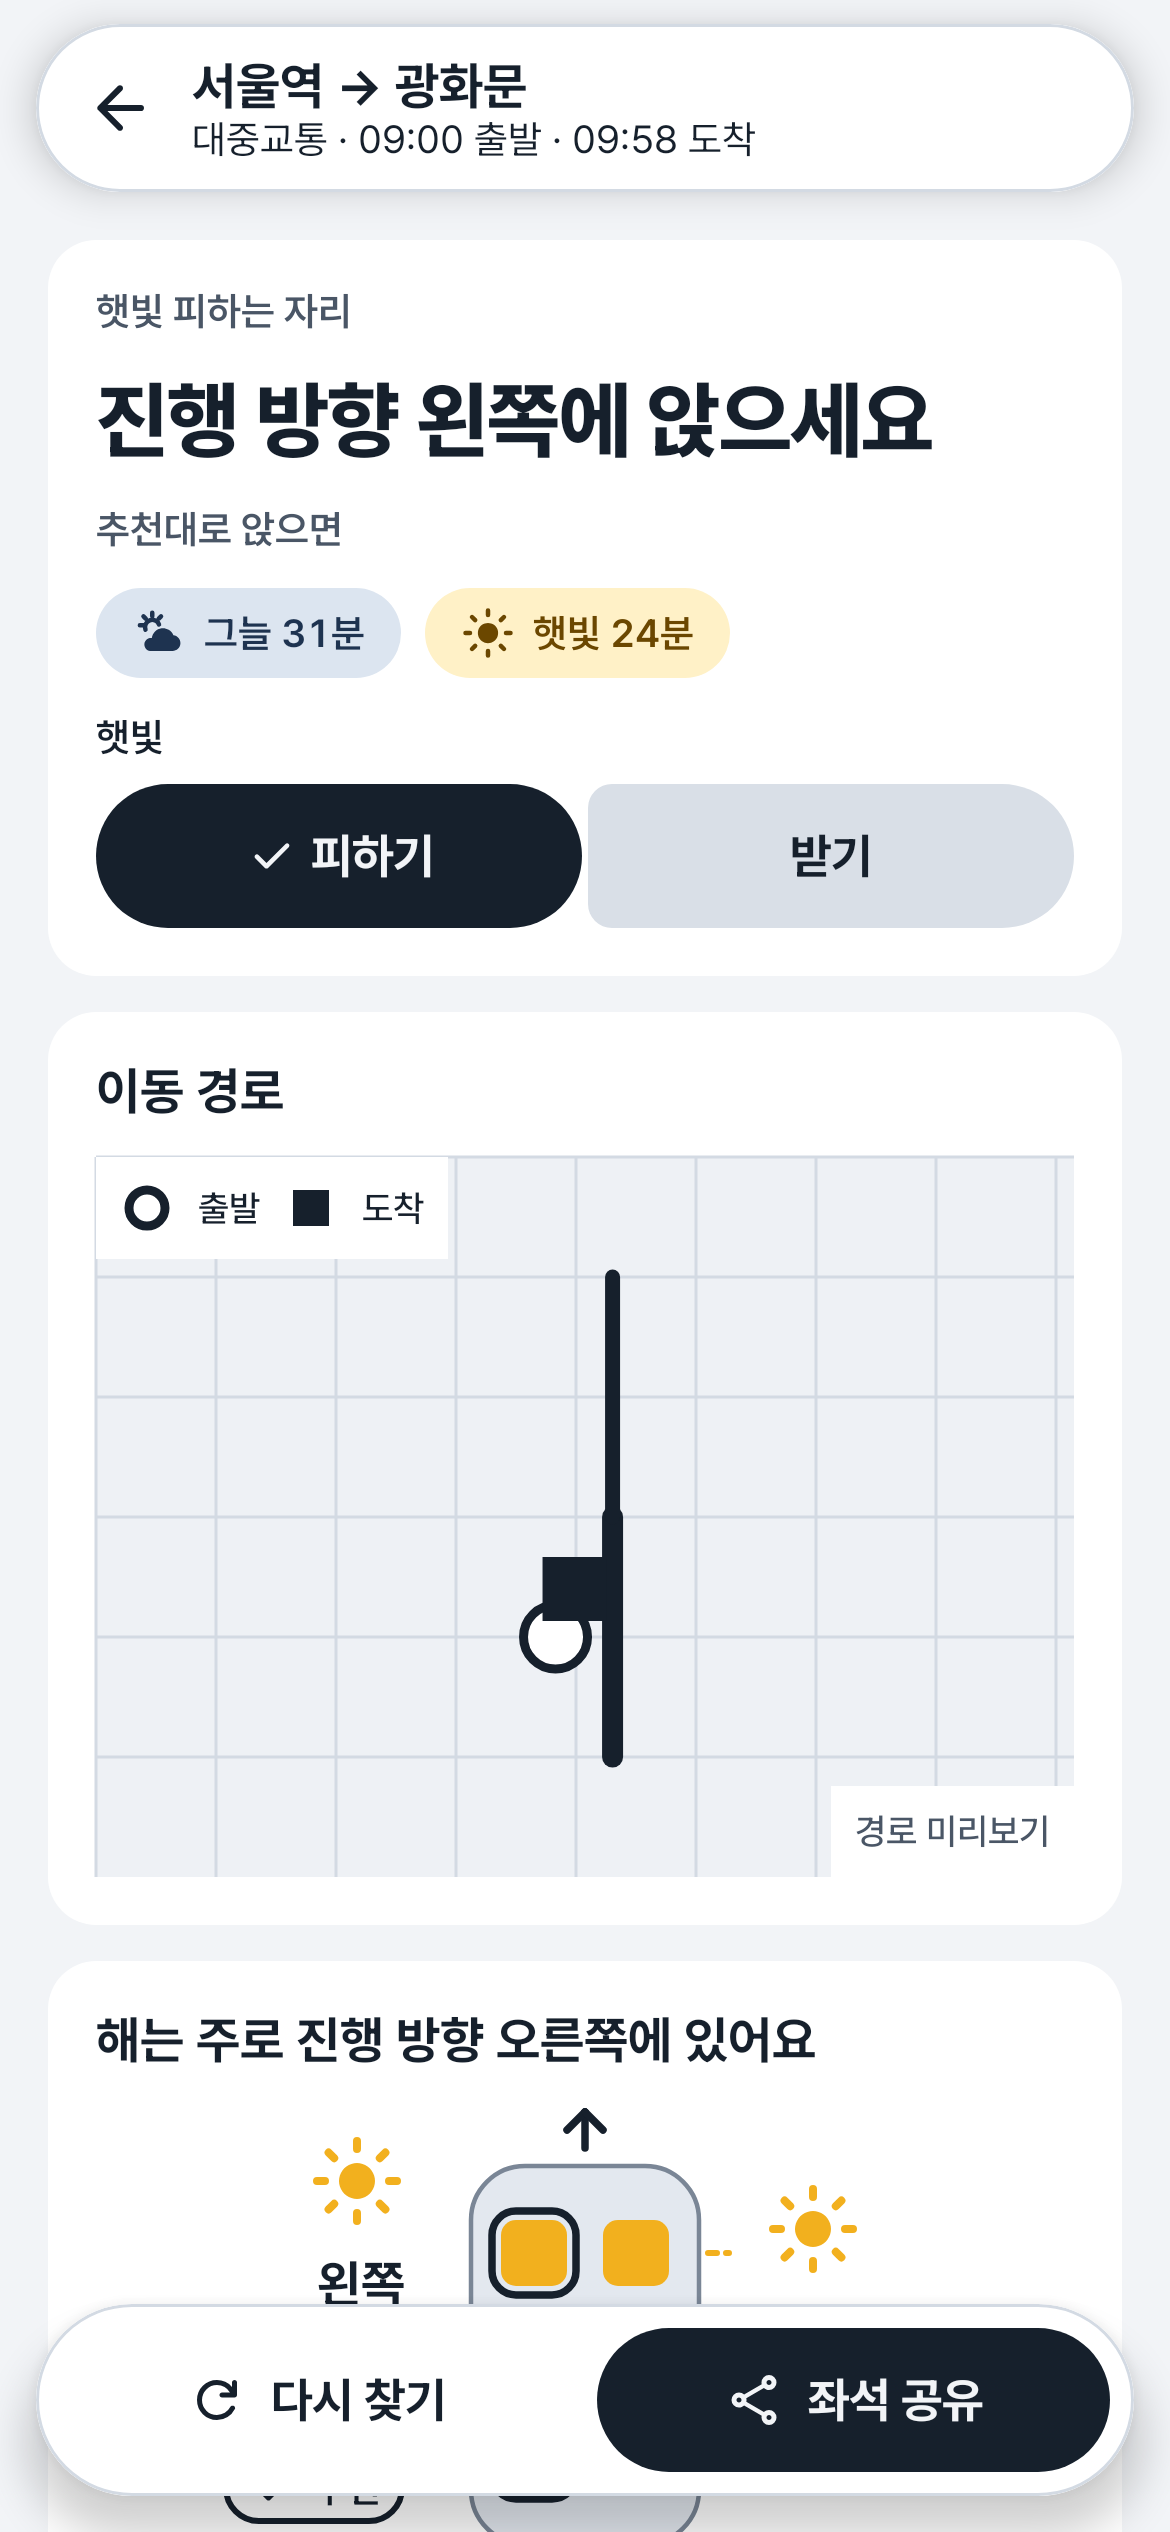 서울역 → 광화문
대중교통 · 09:00 출발 · 09:58 도착
햇빛 피하는 자리
진행 방향 왼쪽에 앉으세요
추천대로 앉으면
그늘 31분
햇빛 24분
햇빛
피하기
받기
이동 경로
출발
도착
경로 미리보기
해는 주로 진행 방향 오른쪽에 있어요
왼쪽
다시 찾기
좌석 공유